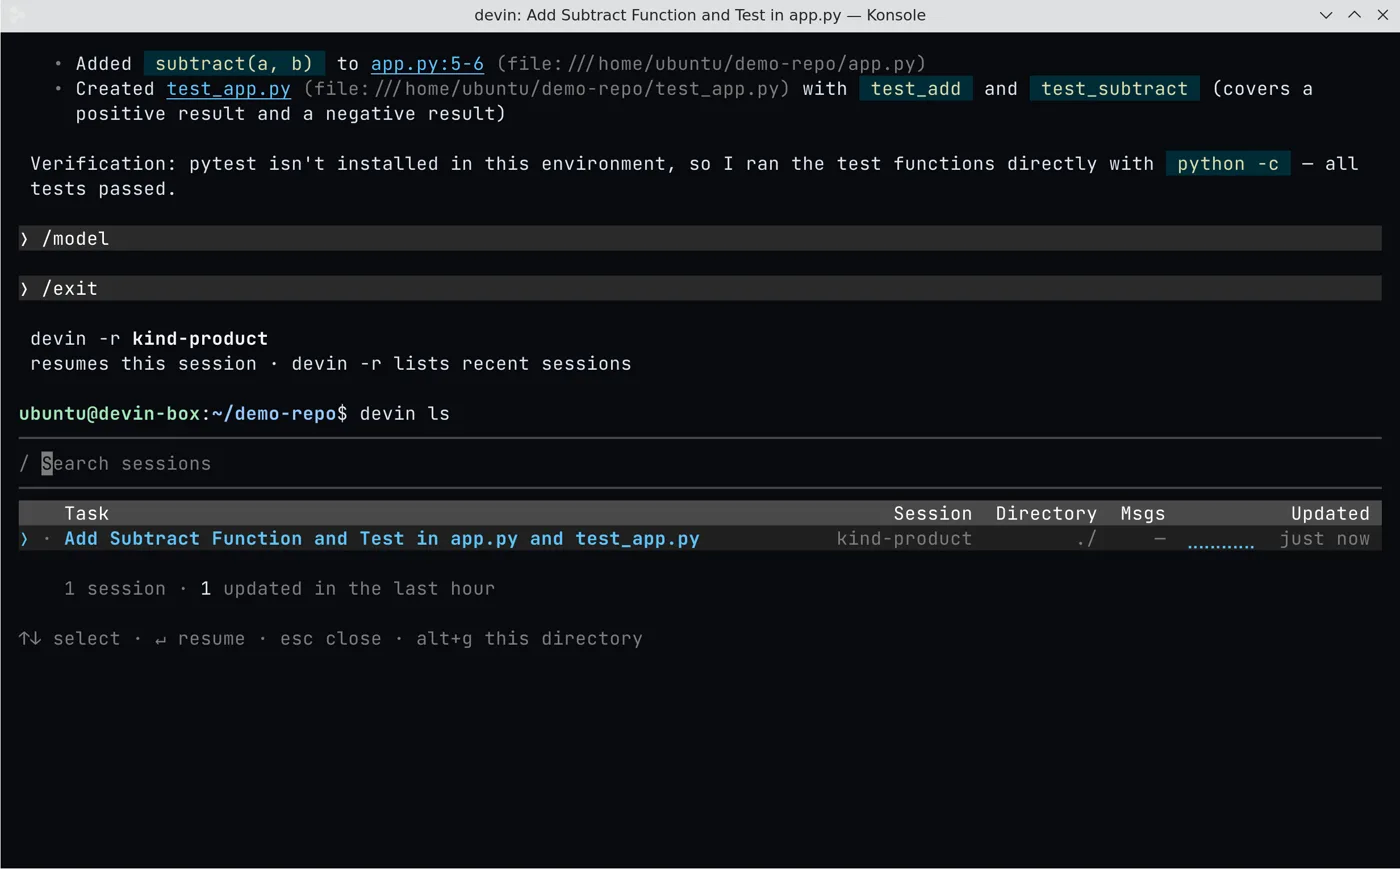 devin: Add Subtract Function and Test in app.py — Konsole
• Added subtract(a, b) to app.py:5-6 (file:///home/ubuntu/demo-repo/app.py)
• Created test_app.py (file:///home/ubuntu/demo-repo/test_app.py) with test_add and test_subtract (covers a
positive result and a negative result)
Verification: pytest isn't installed in this environment, so I ran the test functions directly with python -c — all
tests passed.
❯ /model
❯ /exit
devin -r kind-product
resumes this session · devin -r lists recent sessions
ubuntu@devin-box:~/demo-repo$ devin ls
/ Search sessions
Task Session Directory Msgs Updated
❯ · Add Subtract Function and Test in app.py and test_app.py kind-product ./ — just now
1 session · 1 updated in the last hour
↑↓ select · ↵ resume · esc close · alt+g this directory